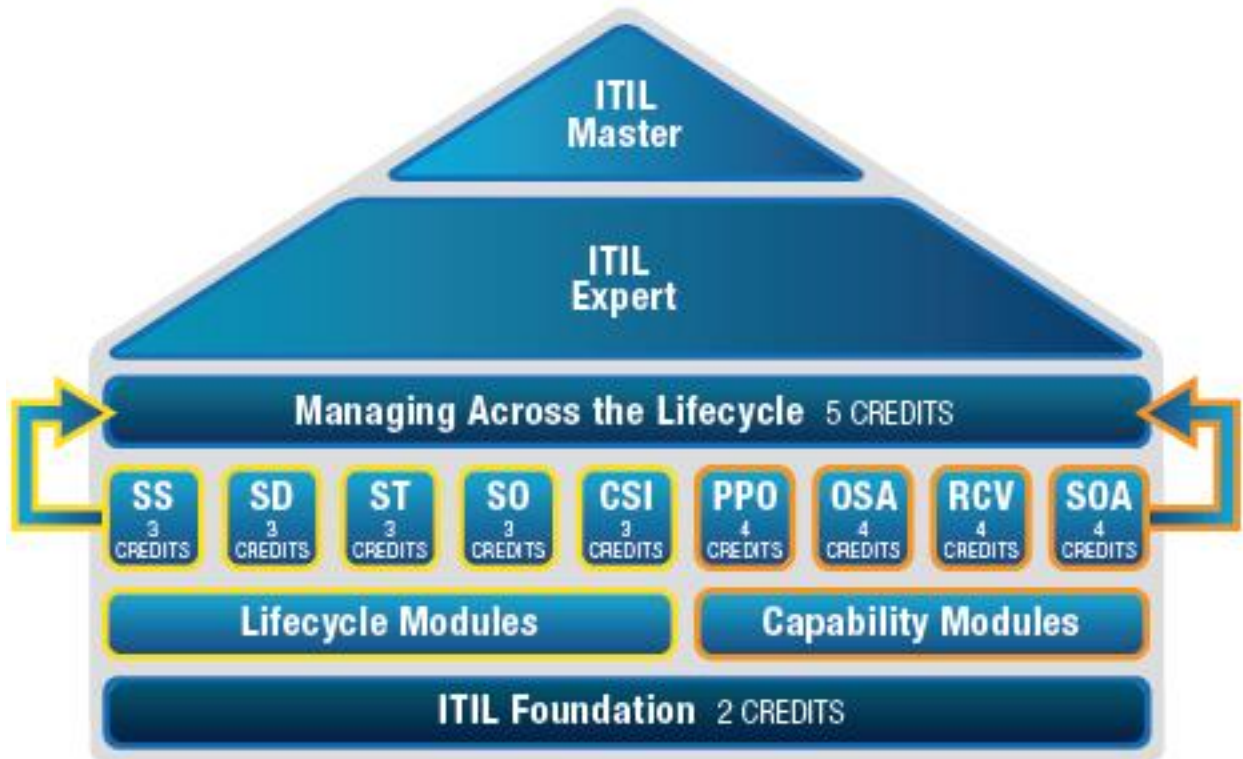 ITIL
Master
ITIL
Expert
Managing Across the Lifecycle 5 CREDITS
SS
3
CREDITS
SD
3
CREDITS
ST
3
CREDITS
SO
3
CREDITS
CSI
3
CREDITS
PPO
4
CREDITS
OSA
4
CREDITS
RCV
4
CREDITS
SOA
4
CREDITS
Lifecycle Modules
Capability Modules
ITIL Foundation 2 CREDITS